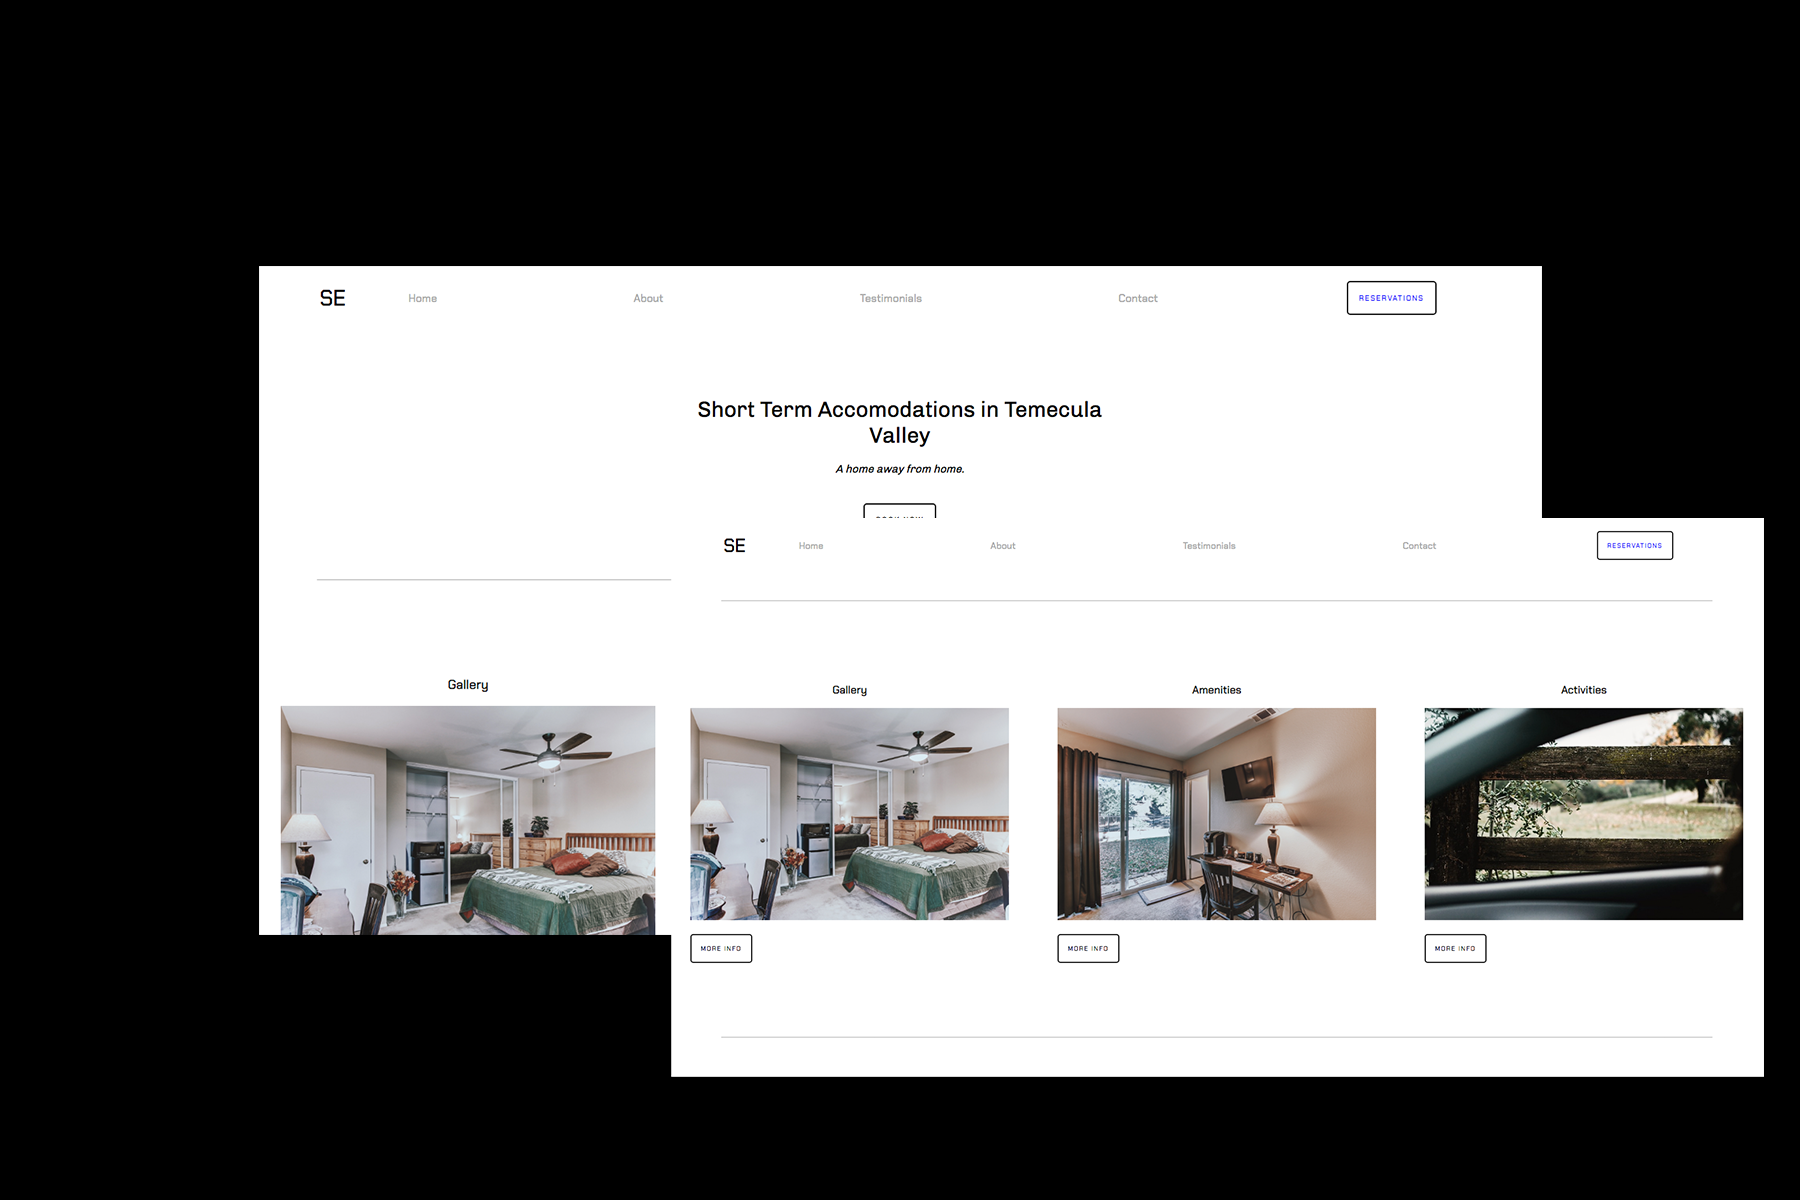 SE Home About Testimonials Contact RESERVATIONS
Short Term Accomodations in Temecula
Valley
A home away from home.
Gallery
SE Home About Testimonials Contact RESERVATIONS
Gallery Amenities Activities
MORE INFO MORE INFO MORE INFO